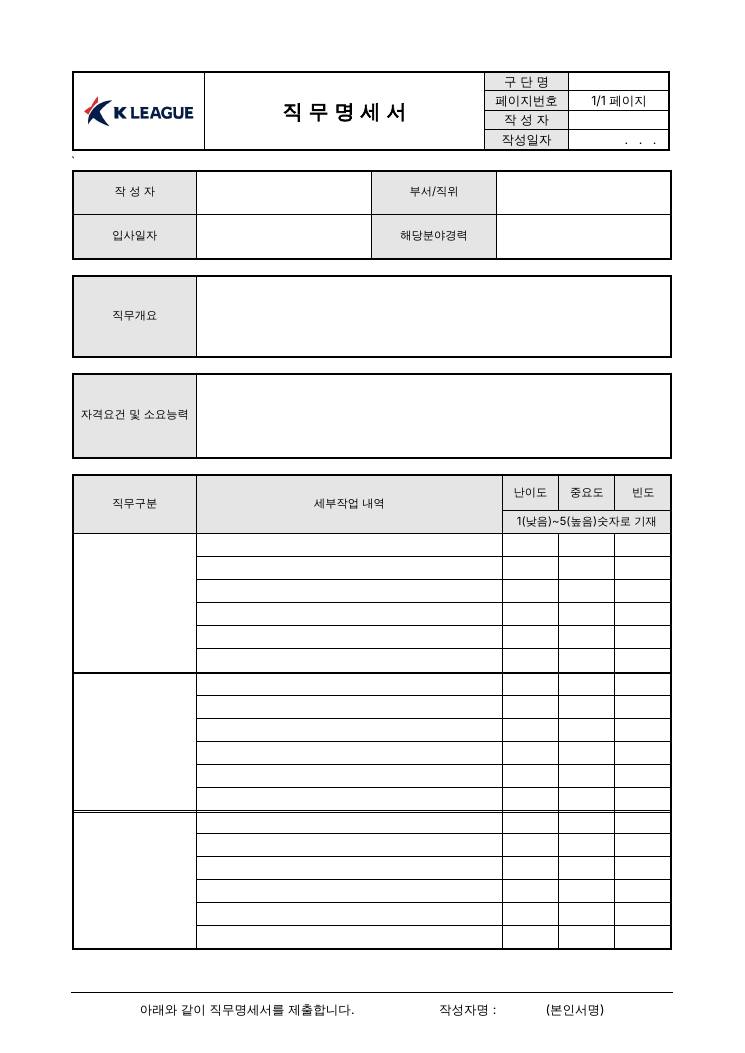 K LEAGUE
직 무 명 세 서
구 단 명
페이지번호 1/1 페이지
작 성 자
작성일자 . . .
`
작 성 자 부서/직위
입사일자 해당분야경력
직무개요
자격요건 및 소요능력
직무구분 세부작업 내역 난이도 중요도 빈도
1(낮음)~5(높음)숫자로 기재
아래와 같이 직무명세서를 제출합니다. 작성자명 : (본인서명)